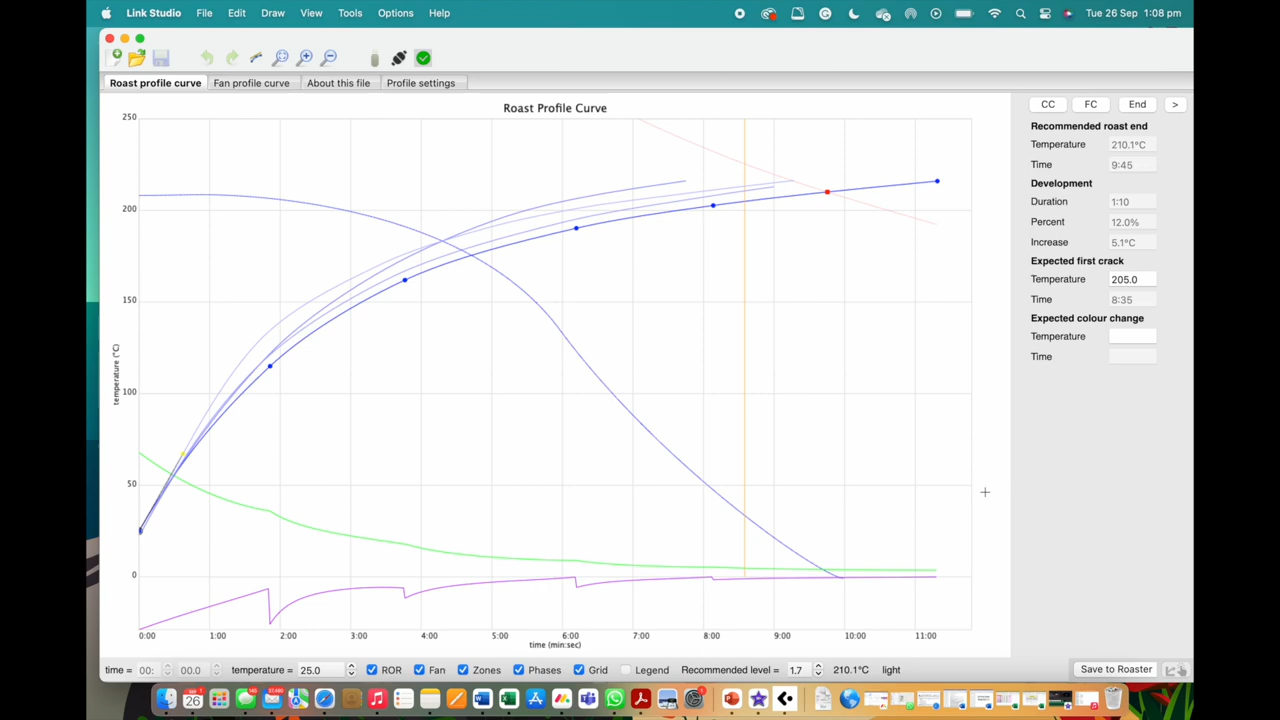 Link Studio File Edit Draw View Tools Options Help Tue 26 Sep 1:08 pm
Roast profile curve Fan profile curve About this file Profile settings
Roast Profile Curve
CC FC End >
Recommended roast end
Temperature 210.1°C
Time 9:45
Development
Duration 1:10
Percent 12.0%
Increase 5.1°C
Expected first crack
Temperature 205.0
Time 8:35
Expected colour change
Temperature
Time
250
200
150
100
50
0
temperature (°C)
0:00 1:00 2:00 3:00 4:00 5:00 6:00 7:00 8:00 9:00 10:00 11:00
time (min:sec)
time = 00: 00.0 temperature = 25.0 ROR Fan Zones Phases Grid Legend Recommended level = 1.7 210.1°C light Save to Roaster